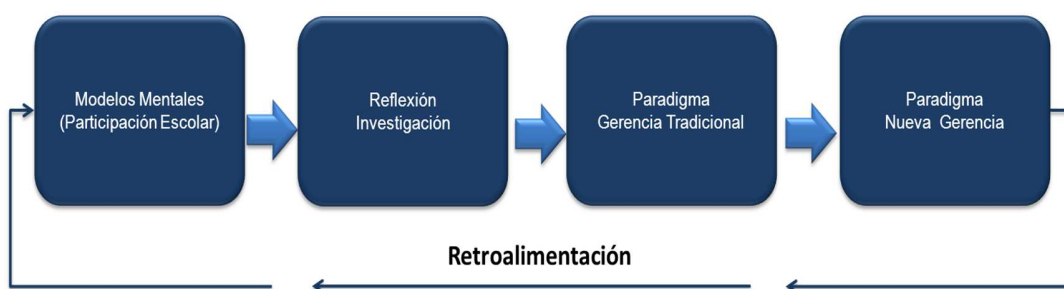 Modelos Mentales
(Participación Escolar)
Reflexión
Investigación
Paradigma
Gerencia Tradicional
Paradigma
Nueva Gerencia
Retroalimentación